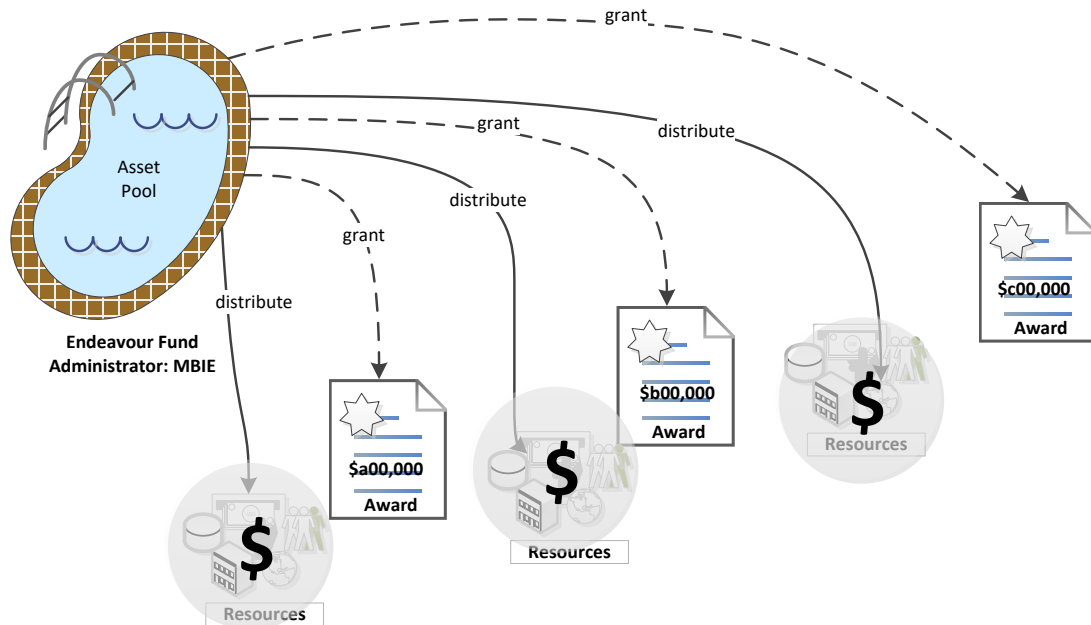 grant
distribute
grant
distribute
grant
distribute
Asset
Pool
Endeavour Fund
Administrator: MBIE
$c00,000
Award
$b00,000
Award
$
Resources
$a00,000
Award
$
Resources
$
Resources